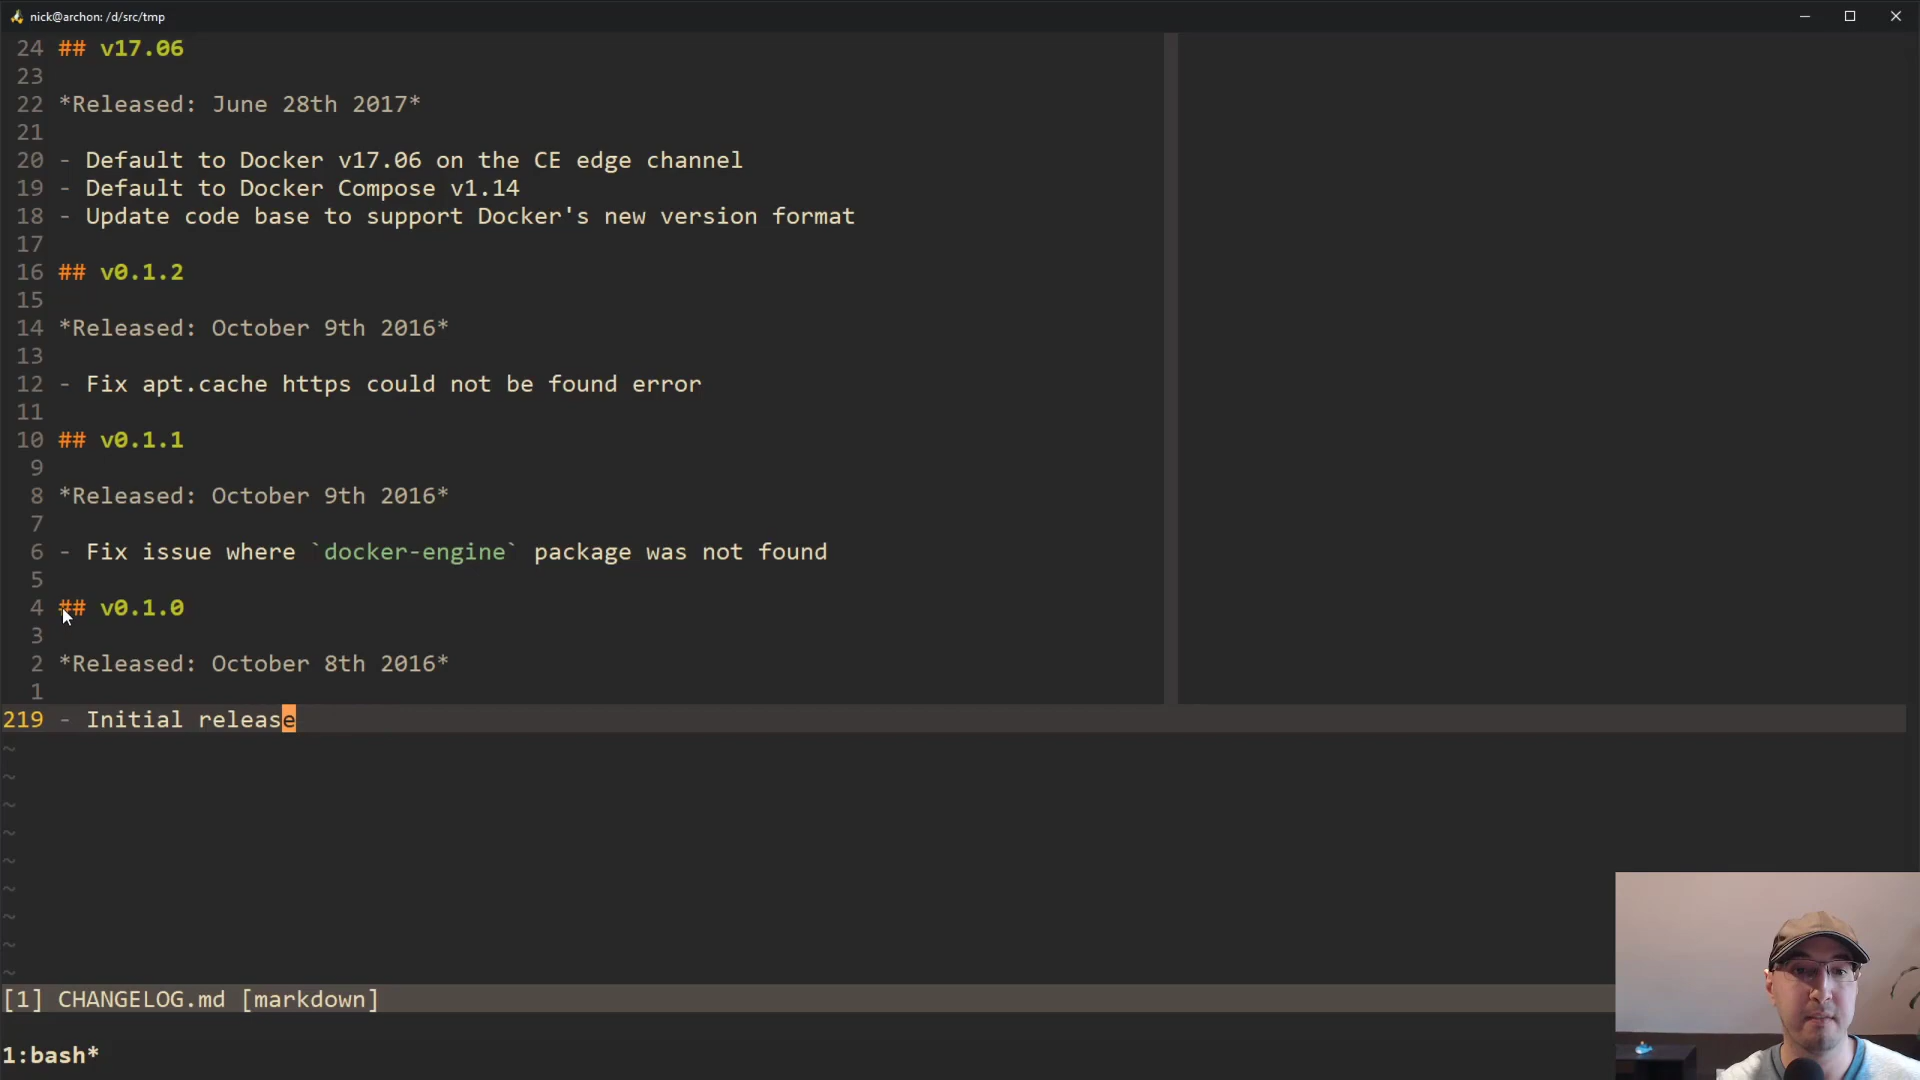 nick@archon: /d/src/tmp
24 ## v17.06
23
22 *Released: June 28th 2017*
21
20 - Default to Docker v17.06 on the CE edge channel
19 - Default to Docker Compose v1.14
18 - Update code base to support Docker's new version format
17
16 ## v0.1.2
15
14 *Released: October 9th 2016*
13
12 - Fix apt.cache https could not be found error
11
10 ## v0.1.1
9
8 *Released: October 9th 2016*
7
6 - Fix issue where `docker-engine` package was not found
5
4 ## v0.1.0
3
2 *Released: October 8th 2016*
1
219 - Initial release
~
~
~
~
~
~
~
~
~
[1] CHANGELOG.md [markdown]
1:bash*